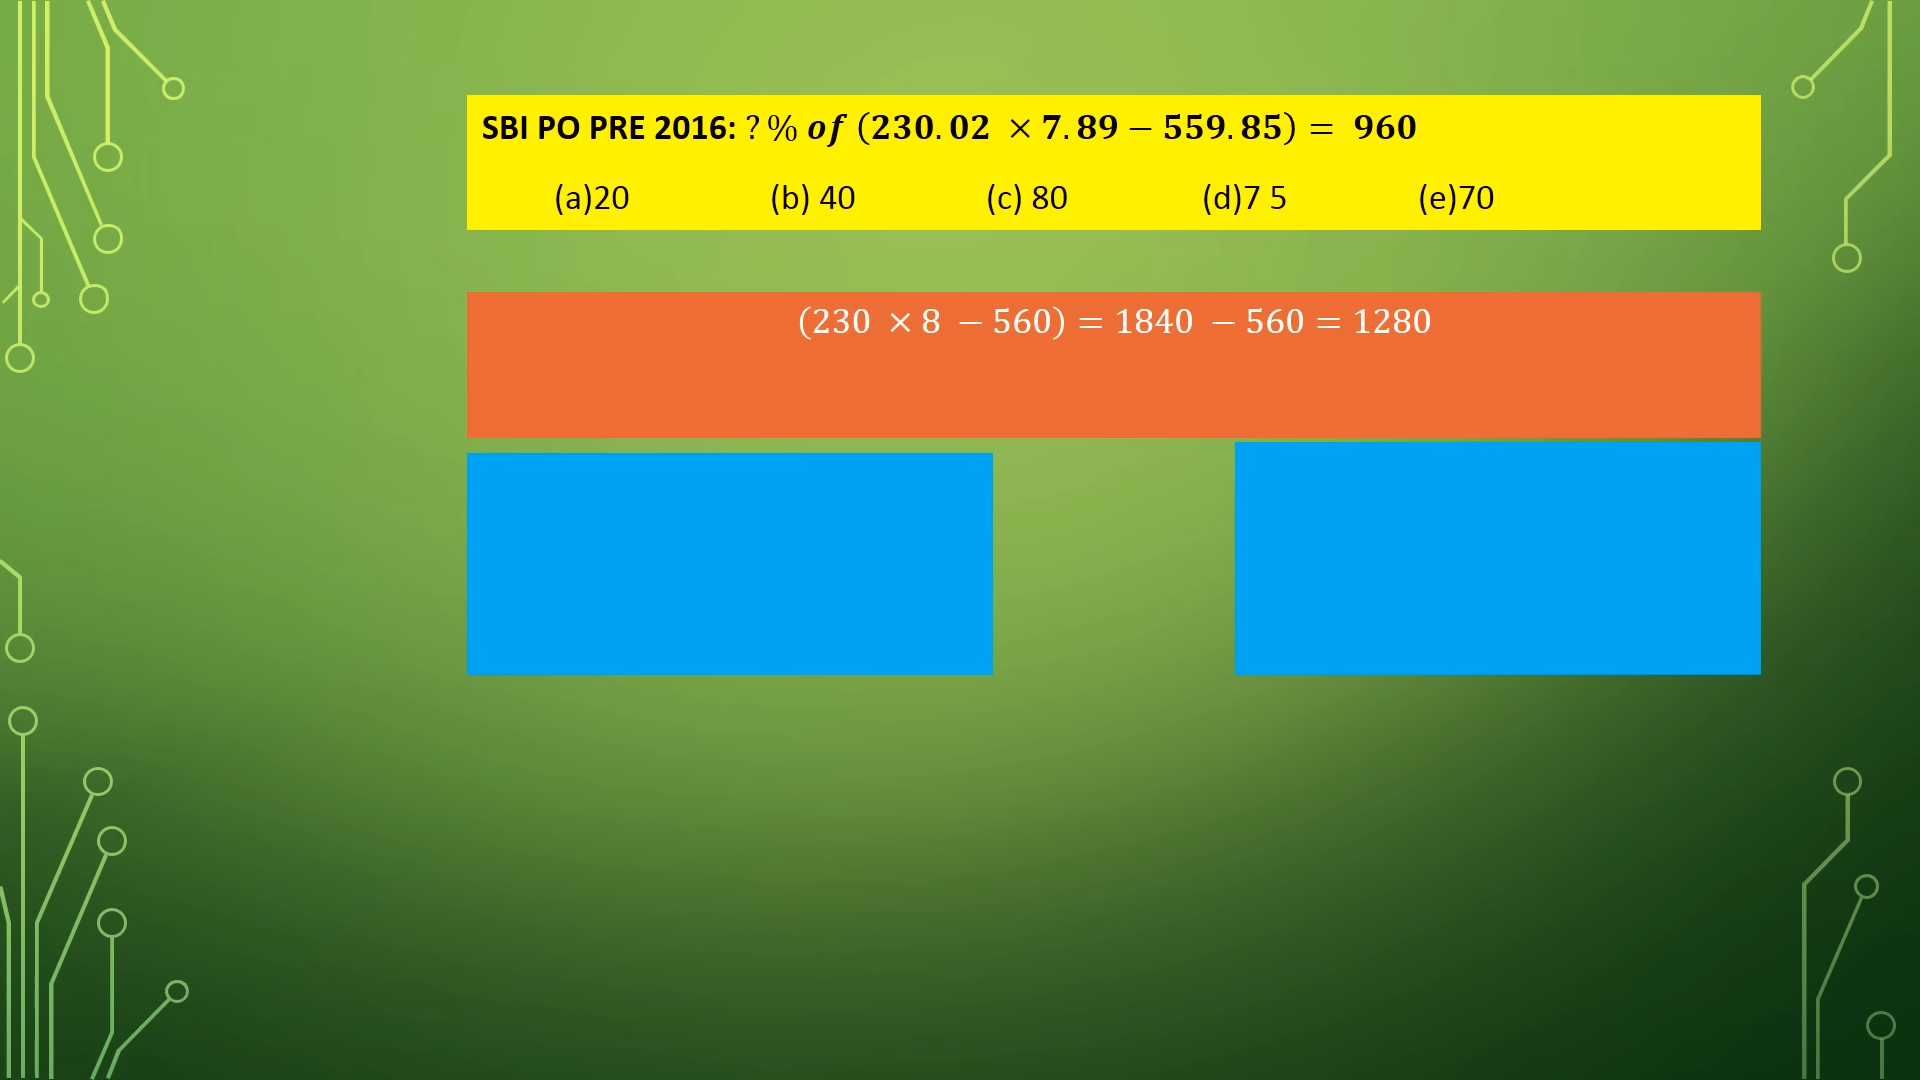 SBI PO PRE 2016: ? % of (230.02 × 7.89 − 559.85) = 960
(a)20 (b) 40 (c) 80 (d)7 5 (e)70
(230 × 8 − 560) = 1840 − 560 = 1280